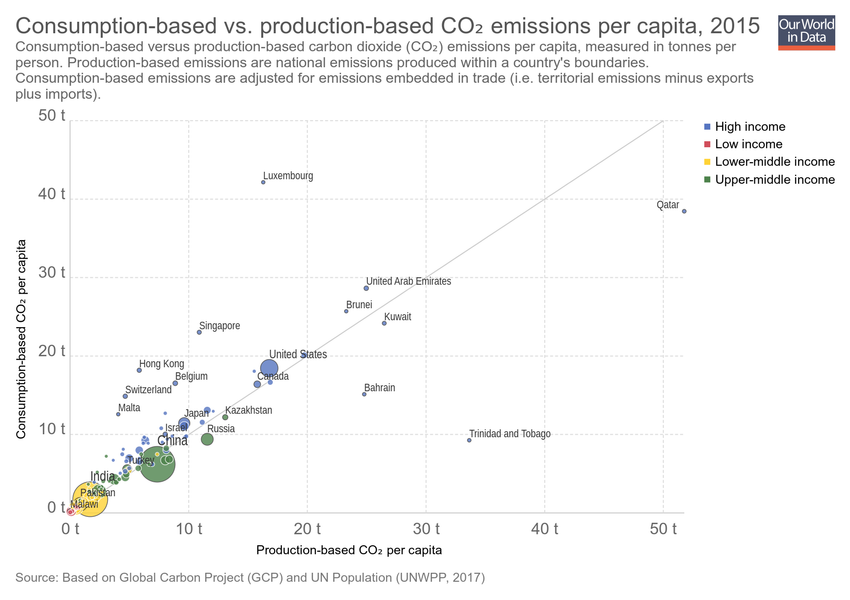 Consumption-based vs. production-based CO₂ emissions per capita, 2015
Our World
in Data
Consumption-based versus production-based carbon dioxide (CO₂) emissions per capita, measured in tonnes per
person. Production-based emissions are national emissions produced within a country's boundaries.
Consumption-based emissions are adjusted for emissions embedded in trade (i.e. territorial emissions minus exports
plus imports).
50 t
High income
Low income
Lower-middle income
Upper-middle income
Luxembourg
40 t
Qatar
30 t
United Arab Emirates
Brunei
Kuwait
Singapore
20 t
United States
Hong Kong
Belgium
Canada
Switzerland
Bahrain
Malta
Japan
Kazakhstan
10 t
Israel
Russia
Trinidad and Tobago
China
Turkey
India
Pakistan
Malawi
0 t
Consumption-based CO₂ per capita
0 t
10 t
20 t
30 t
40 t
50 t
Production-based CO₂ per capita
Source: Based on Global Carbon Project (GCP) and UN Population (UNWPP, 2017)